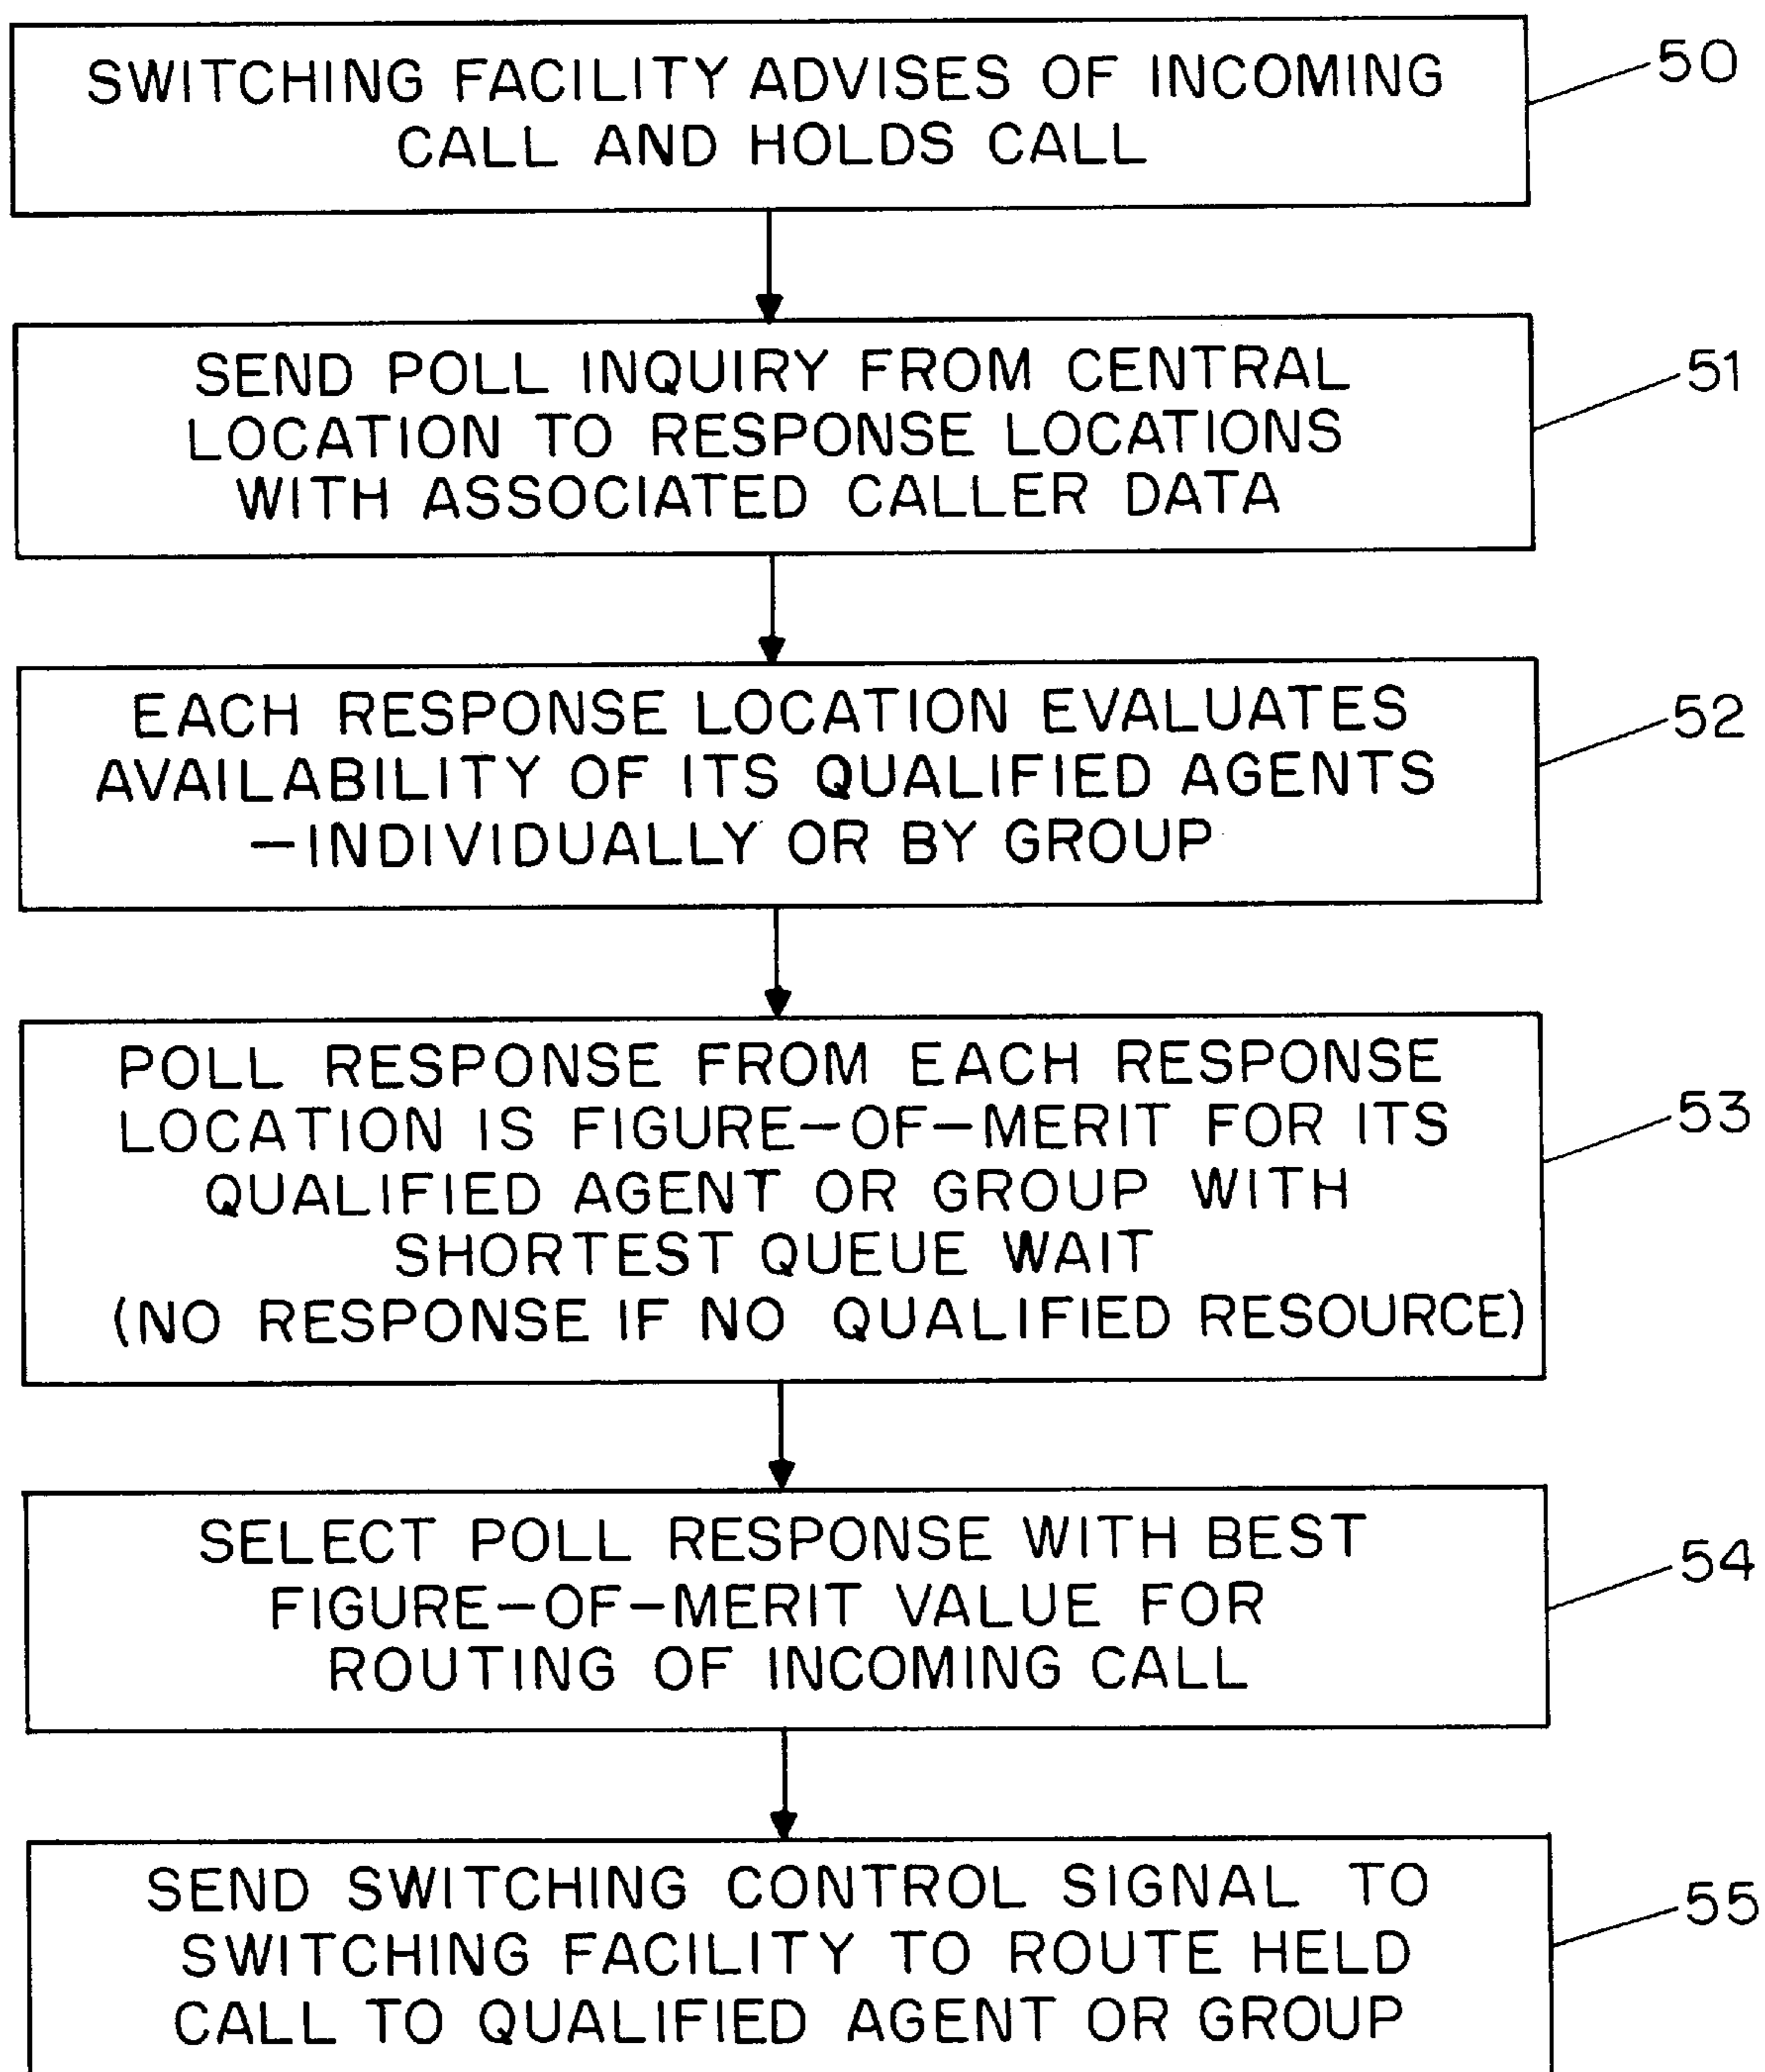 SWITCHING FACILITY ADVISES OF INCOMING
CALL AND HOLDS CALL
50
SEND POLL INQUIRY FROM CENTRAL
LOCATION TO RESPONSE LOCATIONS
WITH ASSOCIATED CALLER DATA
51
EACH RESPONSE LOCATION EVALUATES
AVAILABILITY OF ITS QUALIFIED AGENTS
—INDIVIDUALLY OR BY GROUP
52
POLL RESPONSE FROM EACH RESPONSE
LOCATION IS FIGURE—OF—MERIT FOR ITS
QUALIFIED AGENT OR GROUP WITH
SHORTEST QUEUE WAIT
(NO RESPONSE IF NO QUALIFIED RESOURCE)
53
SELECT POLL RESPONSE WITH BEST
FIGURE—OF—MERIT VALUE FOR
ROUTING OF INCOMING CALL
54
SEND SWITCHING CONTROL SIGNAL TO
SWITCHING FACILITY TO ROUTE HELD
CALL TO QUALIFIED AGENT OR GROUP
55